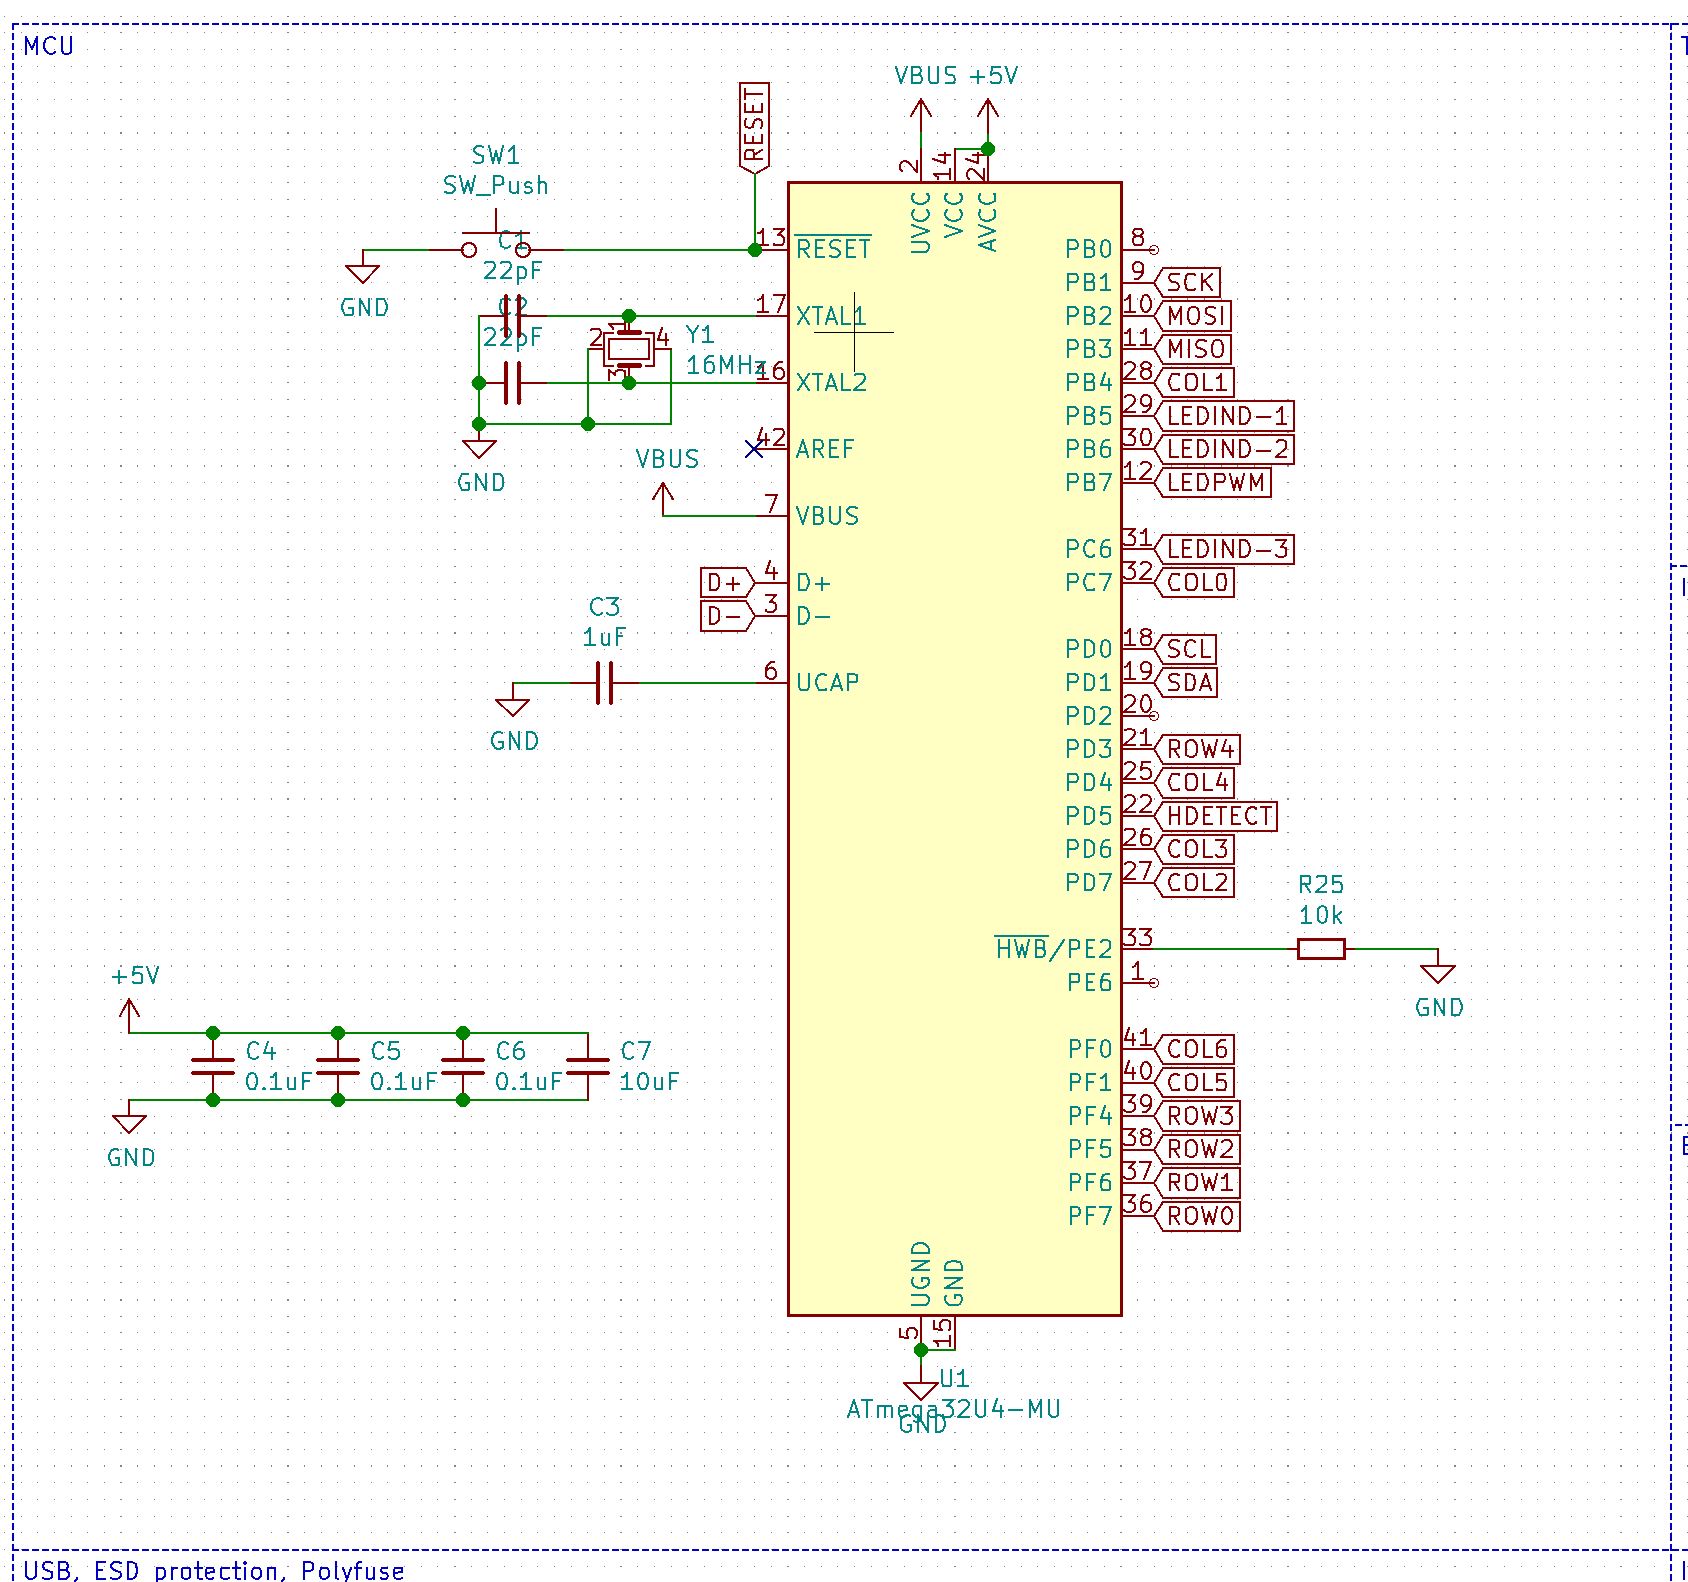 MCU
VBUS +5V
RESET
SW1
SW_Push
2
14
24
UVCC
VCC
AVCC
C1
22pF
GND
13
RESET
C2
22pF
17
XTAL1
1
2
4
3
Y1
16MHz
16
XTAL2
GND
42
AREF
VBUS
7
VBUS
D+
4
D+
D-
3
D-
C3
1uF
6
UCAP
GND
PB0
8
PB1
9
SCK
PB2
10
MOSI
PB3
11
MISO
PB4
28
COL1
PB5
29
LEDIND-1
PB6
30
LEDIND-2
PB7
12
LEDPWM
PC6
31
LEDIND-3
PC7
32
COL0
PD0
18
SCL
PD1
19
SDA
PD2
20
PD3
21
ROW4
PD4
25
COL4
PD5
22
HDETECT
PD6
26
COL3
PD7
27
COL2
HWB/PE2
33
R25
10k
GND
PE6
1
PF0
41
COL6
PF1
40
COL5
PF4
39
ROW3
PF5
38
ROW2
PF6
37
ROW1
PF7
36
ROW0
+5V
C4
0.1uF
C5
0.1uF
C6
0.1uF
C7
10uF
GND
UGND
GND
5
15
U1
ATmega32U4-MU
GND
USB, ESD protection, Polyfuse